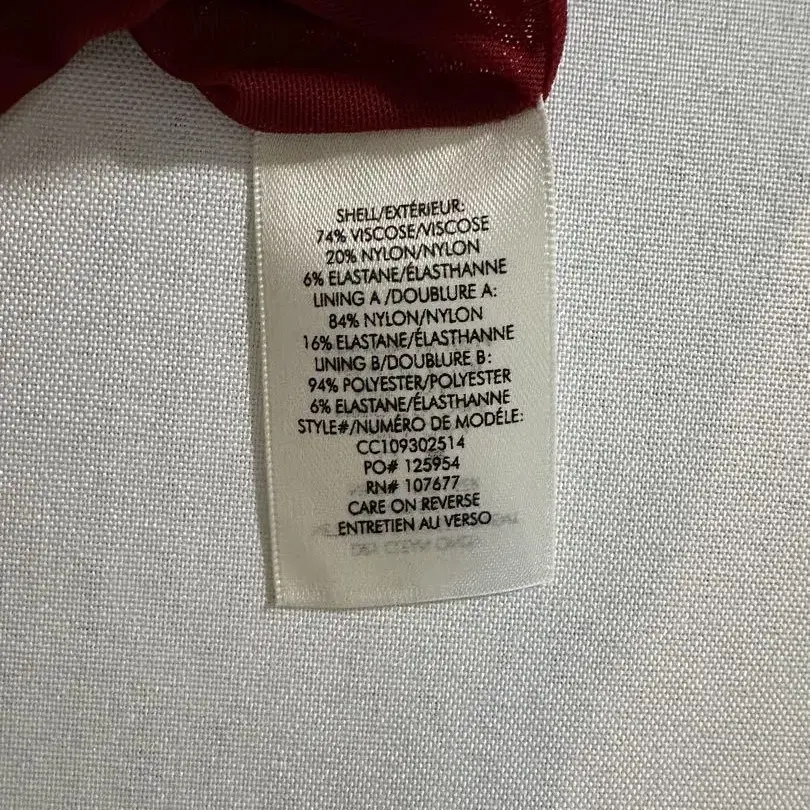 SHELL/EXTÉRIEUR:
74% VISCOSE/VISCOSE
20% NYLON/NYLON
6% ELASTANE/ÉLASTHANNE
LINING A /DOUBLURE A:
84% NYLON/NYLON
16% ELASTANE/ÉLASTHANNE
LINING B/DOUBLURE B:
94% POLYESTER/POLYESTER
6% ELASTANE/ÉLASTHANNE
STYLE#/NUMÉRO DE MODÉLE:
CC109302514
PO# 125954
RN# 107677
CARE ON REVERSE
ENTRETIEN AU VERSO